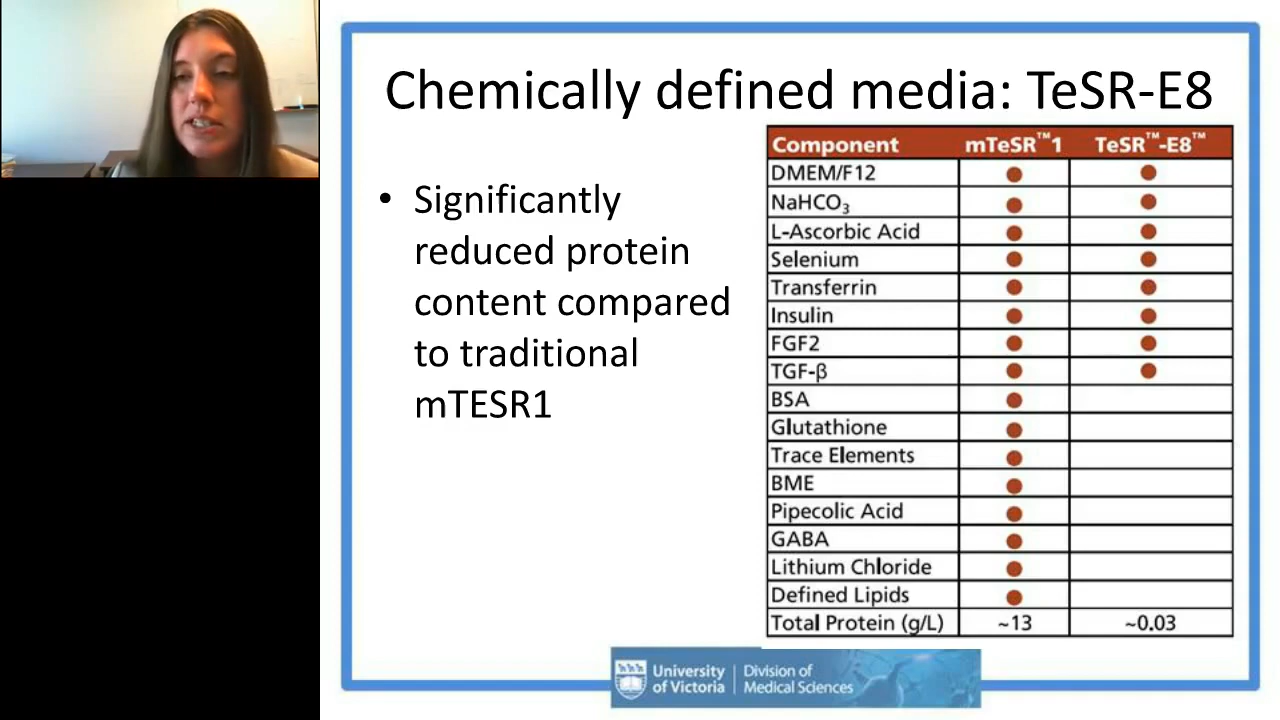 Chemically defined media: TeSR-E8
• Significantly
reduced protein
content compared
to traditional
mTESR1
Component mTeSR™1 TeSR™-E8™
DMEM/F12
NaHCO₃
L-Ascorbic Acid
Selenium
Transferrin
Insulin
FGF2
TGF-β
BSA
Glutathione
Trace Elements
BME
Pipecolic Acid
GABA
Lithium Chloride
Defined Lipids
Total Protein (g/L) ~13 ~0.03
University
of Victoria
Division of
Medical Sciences